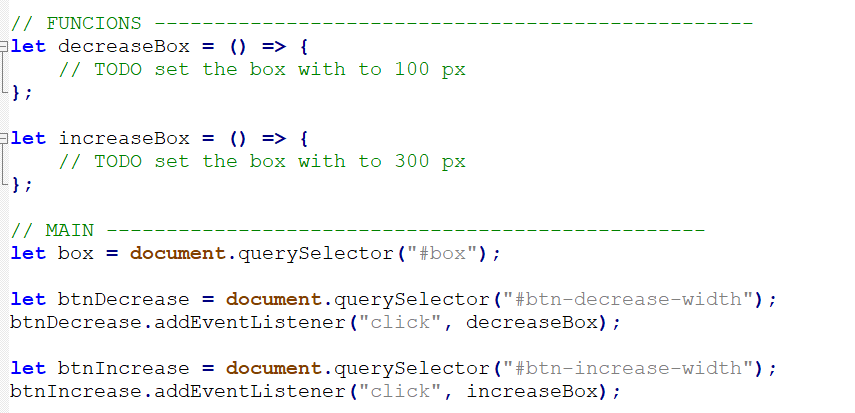 // FUNCIONS --------------------------------------------------
let decreaseBox = () => {
    // TODO set the box with to 100 px
};
let increaseBox = () => {
    // TODO set the box with to 300 px
};
// MAIN --------------------------------------------------
let box = document.querySelector("#box");
let btnDecrease = document.querySelector("#btn-decrease-width");
btnDecrease.addEventListener("click", decreaseBox);
let btnIncrease = document.querySelector("#btn-increase-width");
btnIncrease.addEventListener("click", increaseBox);